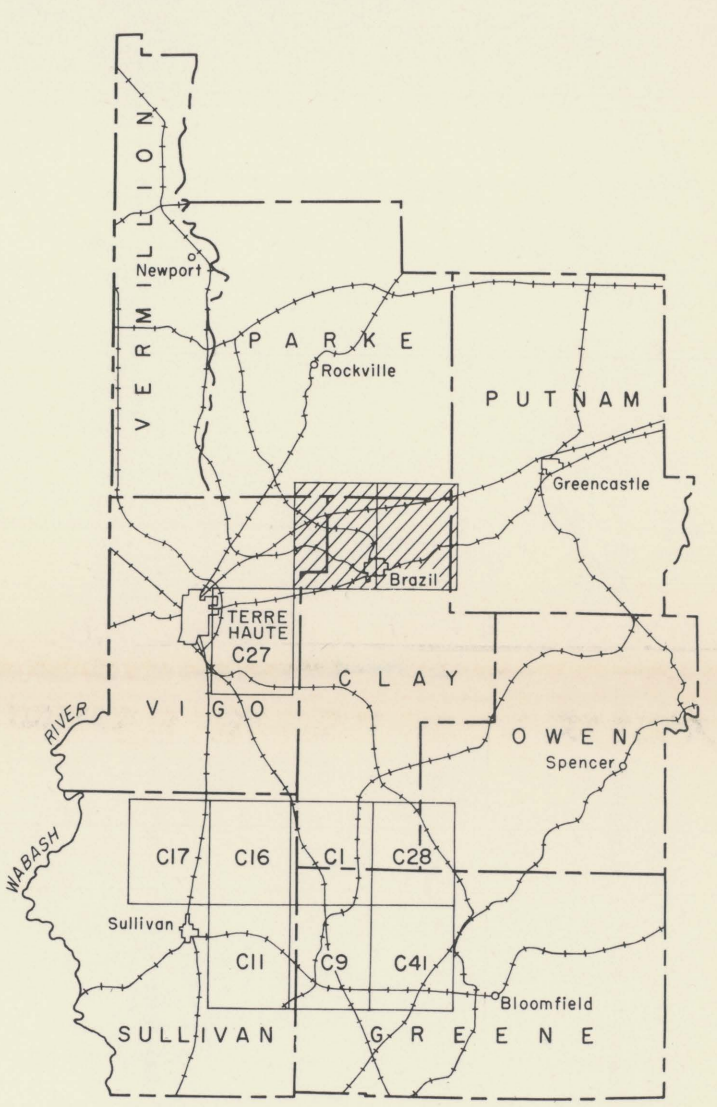 VERMILLION
Newport
PARKE
Rockville
PUTNAM
Greencastle
Brazil
TERRE
HAUTE
C27
CLAY
VIGO
RIVER
OWEN
Spencer
WABASH
C17
C16
C1
C28
Sullivan
C11
C9
C41
Bloomfield
SULLIVAN
GREENE